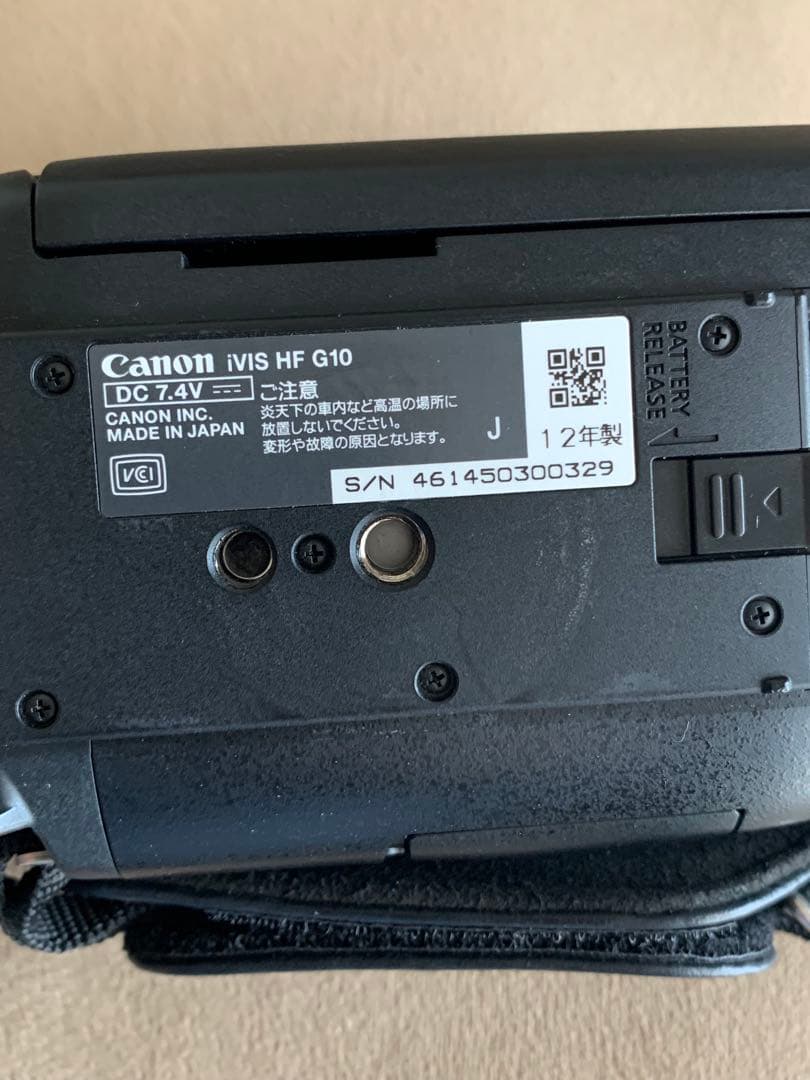 Canon iVIS HF G10
DC 7.4V
CANON INC.
MADE IN JAPAN
VCCI
ご注意
炎天下の車内など高温の場所に
放置しないでください。
変形や故障の原因となります。
J
12年製
S/N 461450300329
BATTERY
RELEASE